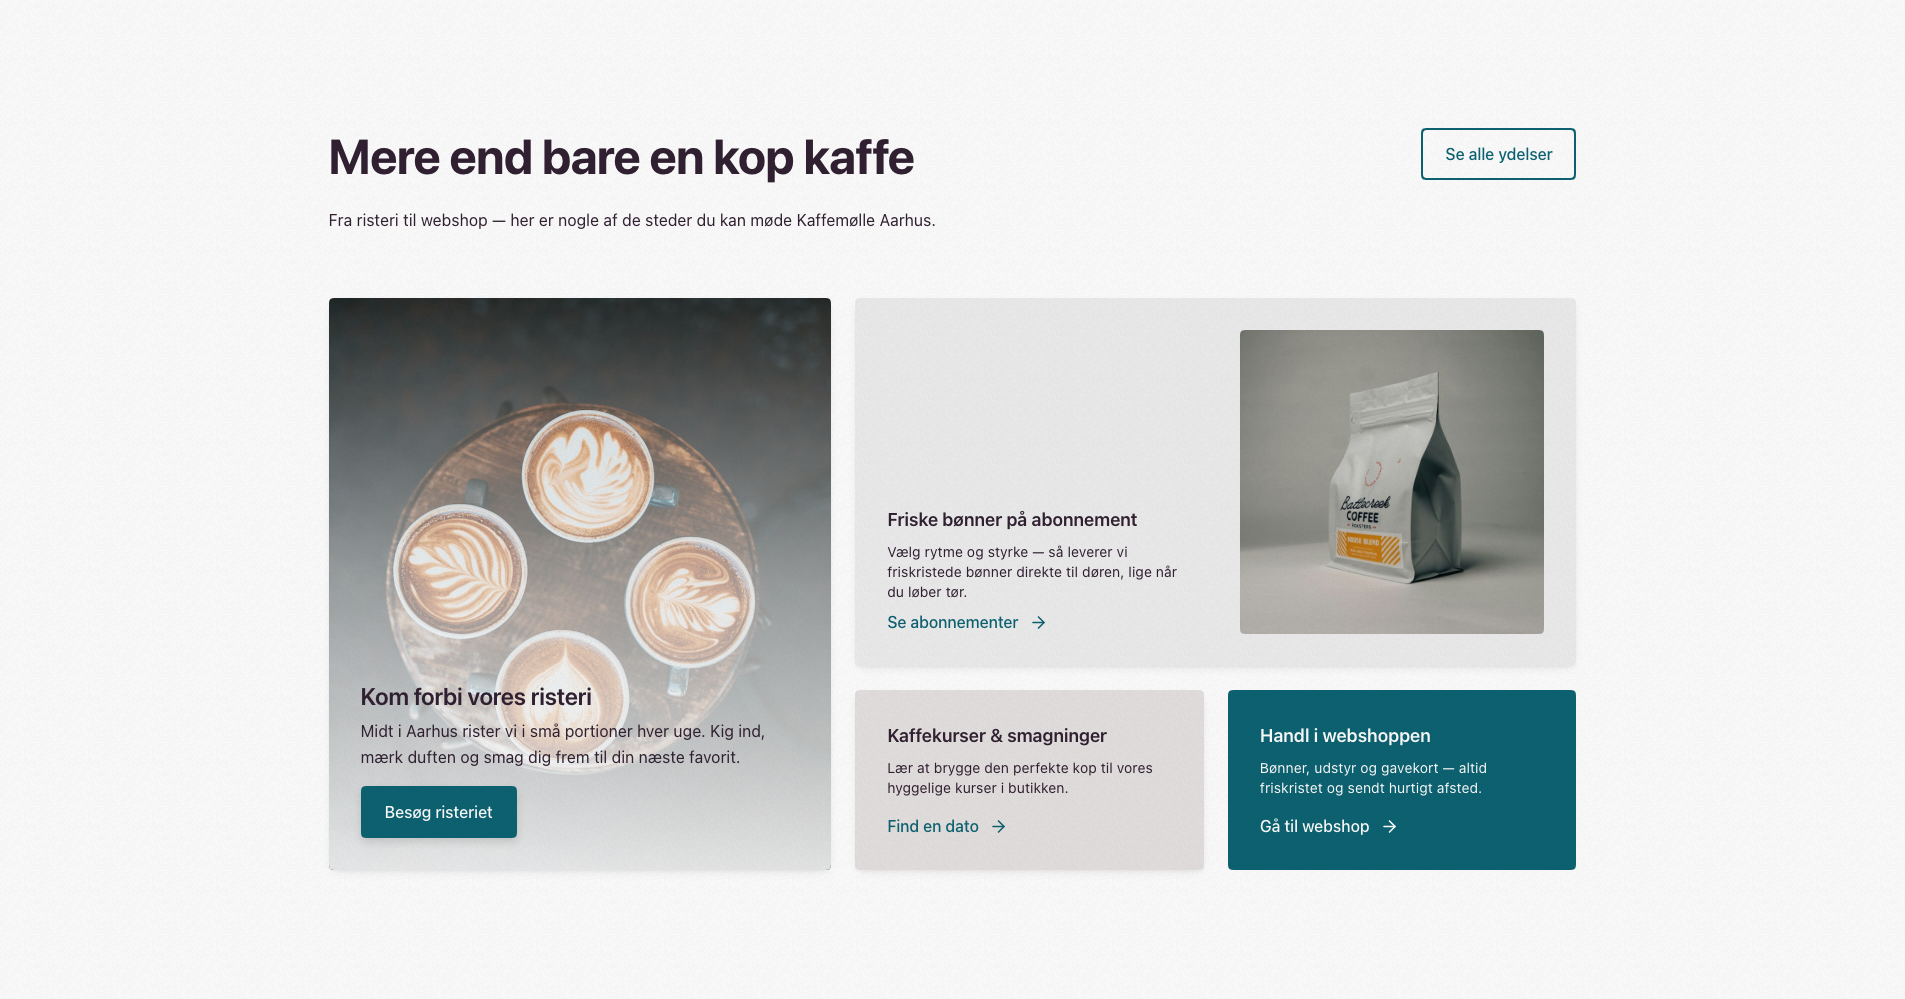 Mere end bare en kop kaffe
Se alle ydelser
Fra risteri til webshop — her er nogle af de steder du kan møde Kaffemølle Aarhus.
Kom forbi vores risteri
Midt i Aarhus rister vi i små portioner hver uge. Kig ind,
mærk duften og smag dig frem til din næste favorit.
Besøg risteriet
Friske bønner på abonnement
Vælg rytme og styrke — så leverer vi
friskristede bønner direkte til døren, lige når
du løber tør.
Se abonnementer
Battlecreek
COFFEE
ROASTERS
HOUSE BLEND
Kaffekurser & smagninger
Lær at brygge den perfekte kop til vores
hyggelige kurser i butikken.
Find en dato
Handl i webshoppen
Bønner, udstyr og gavekort — altid
friskristet og sendt hurtigt afsted.
Gå til webshop